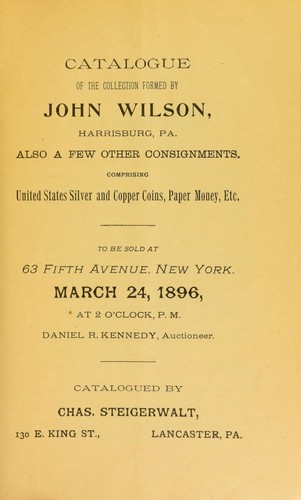 CATALOGUE
OF THE COLLECTION FORMED BY
JOHN WILSON,
HARRISBURG, PA.
ALSO A FEW OTHER CONSIGNMENTS.
COMPRISING
United States Silver and Copper Coins, Paper Money, Etc.
TO BE SOLD AT
63 FIFTH AVENUE, NEW YORK.
MARCH 24, 1896,
AT 2 O'CLOCK, P. M.
DANIEL R. KENNEDY, Auctioneer.
CATALOGUED BY
CHAS. STEIGERWALT,
130 E. KING ST., LANCASTER, PA.